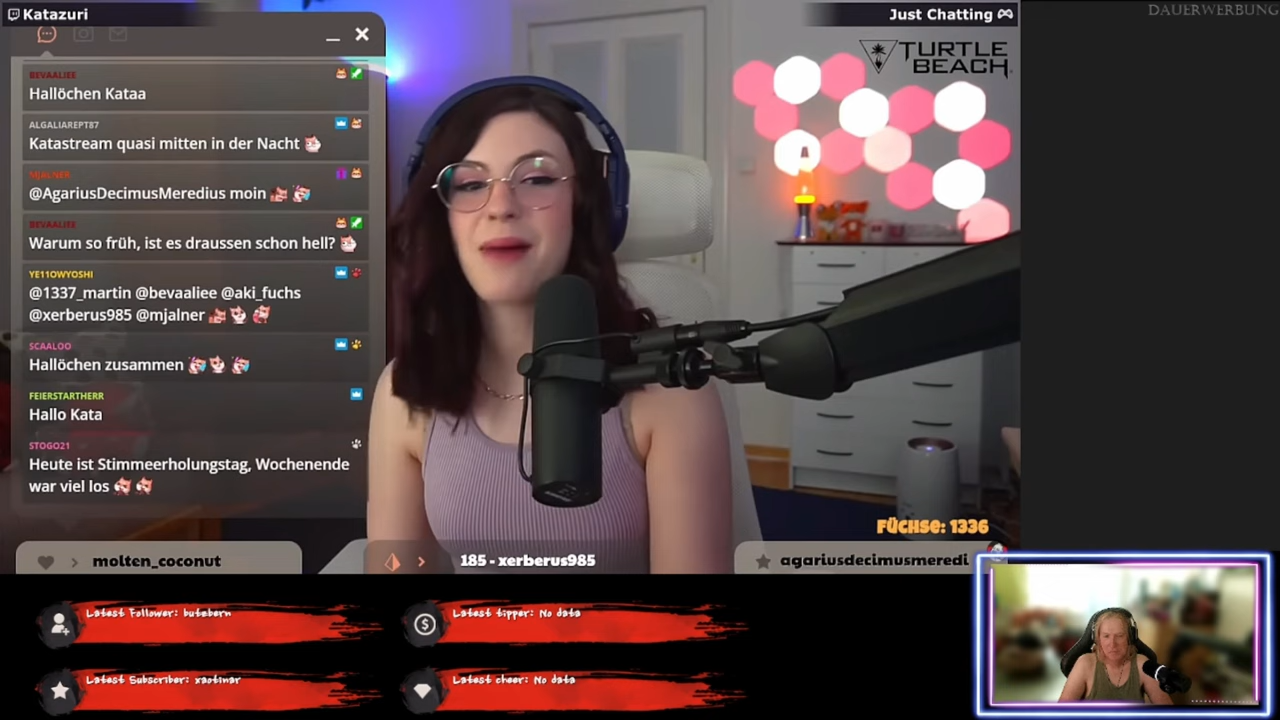 Katazuri
Just Chatting
DAUERWERBUNG
TURTLE
BEACH
BEVAALIEE
Hallöchen Kataa
ALGALIAREPT87
Katastream quasi mitten in der Nacht
MJALNER
@AgariusDecimusMeredius moin
BEVAALIEE
Warum so früh, ist es draussen schon hell?
YE11OWYOSHI
@1337_martin @bevaaliee @aki_fuchs
@xerberus985 @mjalner
SCAALOO
Hallöchen zusammen
FEIERSTARTHERR
Hallo Kata
STOGO21
Heute ist Stimmeerholungstag, Wochenende
war viel los
FÜCHSE: 1336
molten_coconut
185 - xerberus985
agariusdecimusmeredi
Latest Follower: butzbern
Latest tipper: No data
Latest Subscriber: xaotinar
Latest cheer: No data